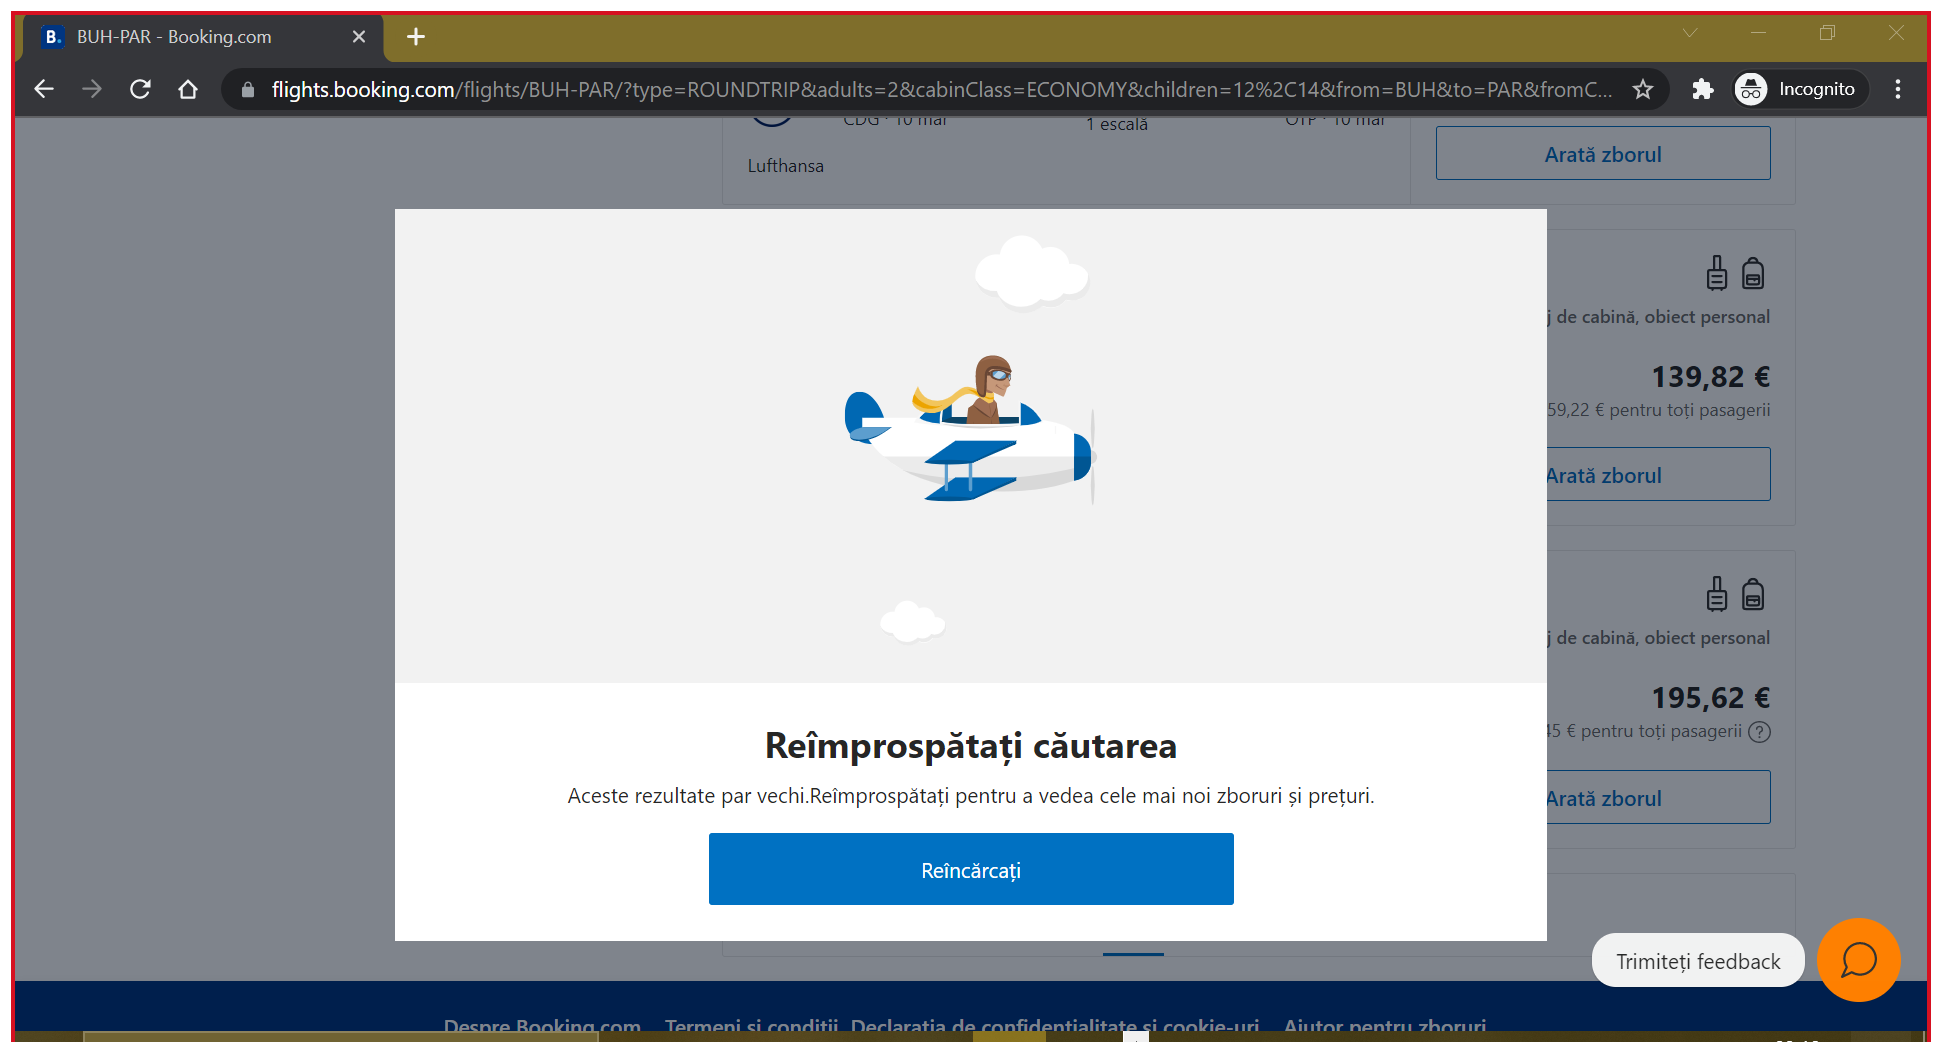 B. BUH-PAR - Booking.com
flights.booking.com/flights/BUH-PAR/?type=ROUNDTRIP&adults=2&cabinClass=ECONOMY&children=12%2C14&from=BUH&to=PAR&fromC...
Incognito
CDG · 10 mar
1 escală
OTP · 10 mar
Arată zborul
Lufthansa
de cabină, obiect personal
139,82 €
59,22 € pentru toți pasagerii
Arată zborul
de cabină, obiect personal
195,62 €
45 € pentru toți pasagerii ?
Arată zborul
Reîmprospătați căutarea
Aceste rezultate par vechi.Reîmprospătați pentru a vedea cele mai noi zboruri și prețuri.
Reîncărcați
Trimiteți feedback
Despre Booking.com Termeni și condiții Declarația de confidențialitate și cookie-uri Ajutor pentru zboruri